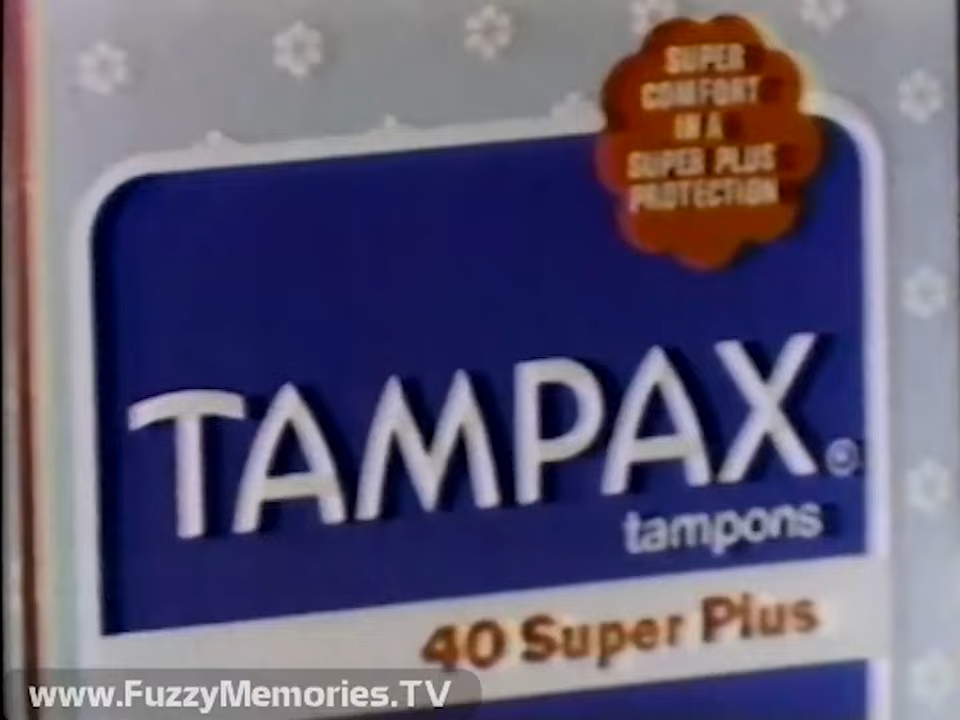 SUPER
COMFORT
IN A
SUPER PLUS
PROTECTION
TAMPAX®
tampons
40 Super Plus
www.FuzzyMemories.TV